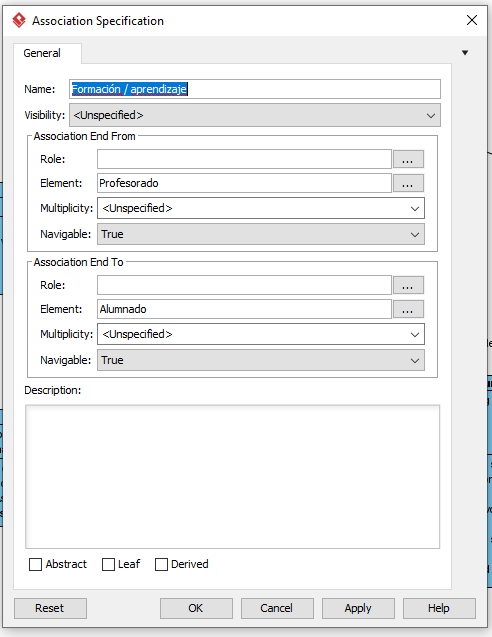 Association Specification
General
Name: Formación / aprendizaje
Visibility: <Unspecified>
Association End From
Role: ...
Element: Profesorado ...
Multiplicity: <Unspecified>
Navigable: True
Association End To
Role: ...
Element: Alumnado ...
Multiplicity: <Unspecified>
Navigable: True
Description:
Abstract Leaf Derived
Reset OK Cancel Apply Help